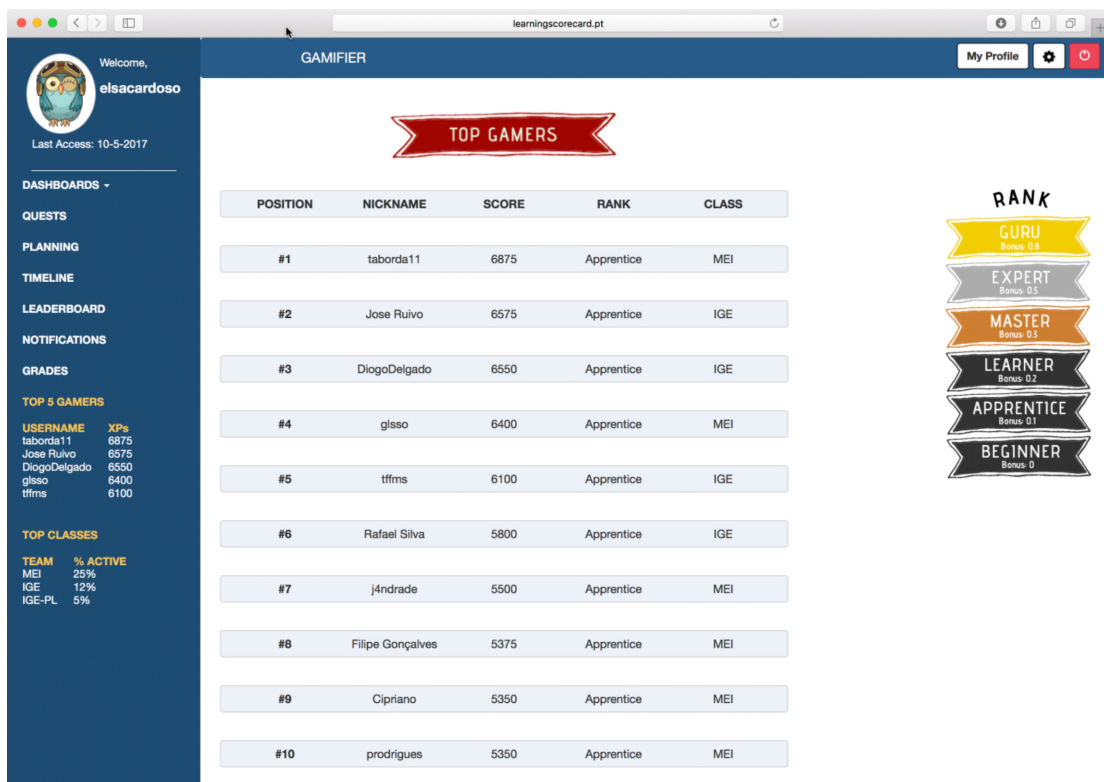 learningscorecard.pt
Welcome,
elsacardoso
Last Access: 10-5-2017
DASHBOARDS
QUESTS
PLANNING
TIMELINE
LEADERBOARD
NOTIFICATIONS
GRADES
TOP 5 GAMERS
USERNAME XPs
taborda11 6875
Jose Ruivo 6575
DiogoDelgado 6550
glsso 6400
tffms 6100
TOP CLASSES
TEAM % ACTIVE
MEI 25%
IGE 12%
IGE-PL 5%
GAMIFIER
My Profile
TOP GAMERS
POSITION NICKNAME SCORE RANK CLASS
#1 taborda11 6875 Apprentice MEI
#2 Jose Ruivo 6575 Apprentice IGE
#3 DiogoDelgado 6550 Apprentice IGE
#4 glsso 6400 Apprentice MEI
#5 tffms 6100 Apprentice IGE
#6 Rafael Silva 5800 Apprentice IGE
#7 j4ndrade 5500 Apprentice MEI
#8 Filipe Gonçalves 5375 Apprentice MEI
#9 Cipriano 5350 Apprentice MEI
#10 prodrigues 5350 Apprentice MEI
RANK
GURU
Bonus: 0.8
EXPERT
Bonus: 0.5
MASTER
Bonus: 0.3
LEARNER
Bonus: 0.2
APPRENTICE
Bonus: 0.1
BEGINNER
Bonus: 0